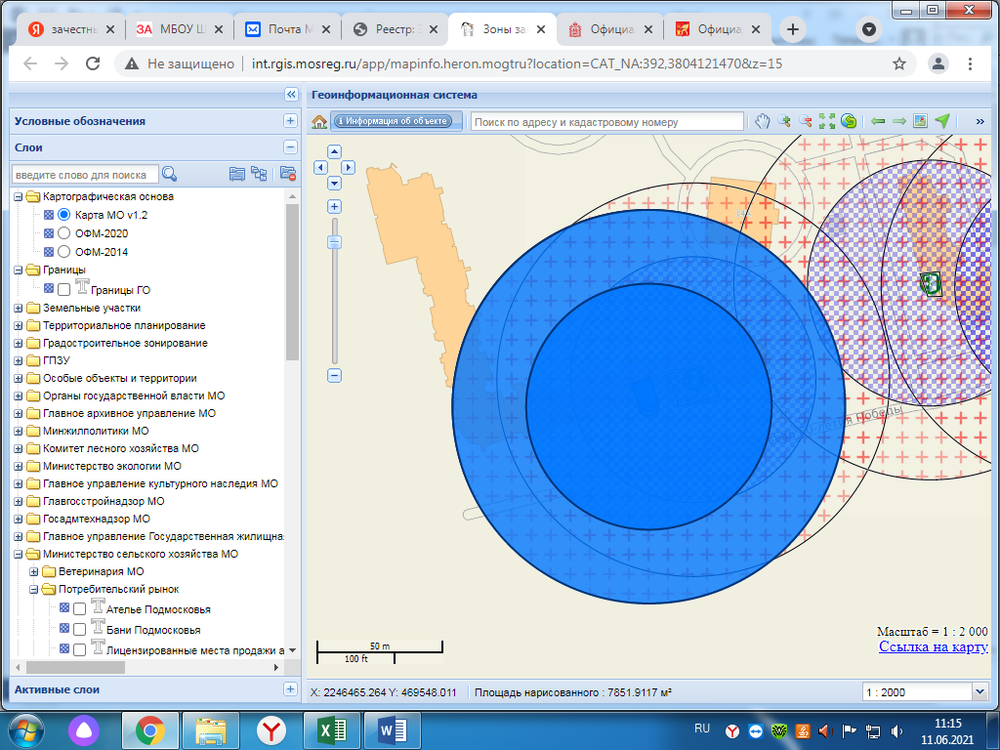 зачестны
МБОУ Ш
Почта М
Реестр: З
Зоны за
Официа
Официа
Не защищено
int.rgis.mosreg.ru/app/mapinfo.heron.mogtru?location=CAT_NA:392,3804121470&z=15
Геоинформационная система
Условные обозначения
Информация об объекте
Поиск по адресу и кадастровому номеру
Слои
введите слово для поиска
Картографическая основа
Карта МО v1.2
ОФМ-2020
ОФМ-2014
Границы
Границы ГО
Земельные участки
Территориальное планирование
Градостроительное зонирование
ГПЗУ
Особые объекты и территории
Органы государственной власти МО
Главное архивное управление МО
Минжилполитики МО
Комитет лесного хозяйства МО
Министерство экологии МО
Главное управление культурного наследия МО
Главгосстройнадзор МО
Госадмтехнадзор МО
Главное управление Государственная жилищна
Министерство сельского хозяйства МО
Ветеринария МО
Потребительский рынок
Ателье Подмосковья
Бани Подмосковья
Лицензированные места продажи а
Активные слои
Победы
50 m
100 ft
Масштаб = 1 : 2 000
Ссылка на карту
X: 2246465.264 Y: 469548.011
Площадь нарисованного : 7851.9117 м²
1 : 2000
RU
11:15
11.06.2021